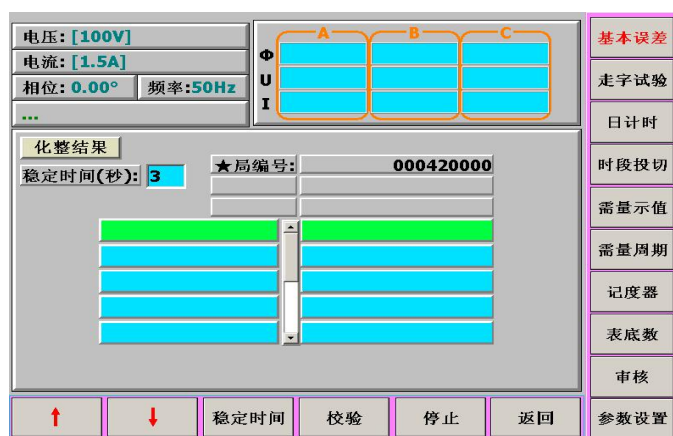 电压: [100V]
电流: [1.5A]
相位: 0.00° 频率:50Hz
...
A B C
Φ
U
I
化整结果
稳定时间(秒): 3
★局编号: 000420000
基本误差
走字试验
日计时
时段投切
需量示值
需量周期
记度器
表底数
审核
参数设置
↑ ↓ 稳定时间 校验 停止 返回